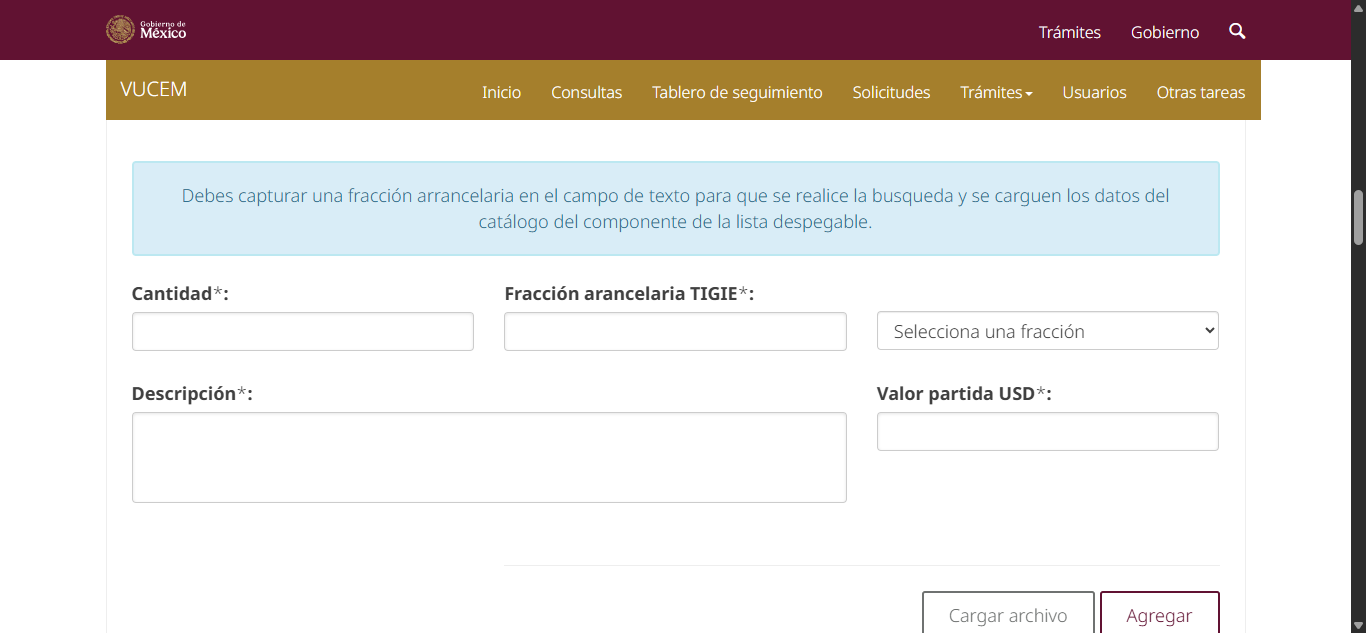 Gobierno de
México
Trámites
Gobierno
VUCEM
Inicio
Consultas
Tablero de seguimiento
Solicitudes
Trámites
Usuarios
Otras tareas
Debes capturar una fracción arrancelaria en el campo de texto para que se realice la busqueda y se carguen los datos del
catálogo del componente de la lista despegable.
Cantidad*:
Fracción arancelaria TIGIE*:
Selecciona una fracción
Descripción*:
Valor partida USD*:
Cargar archivo
Agregar